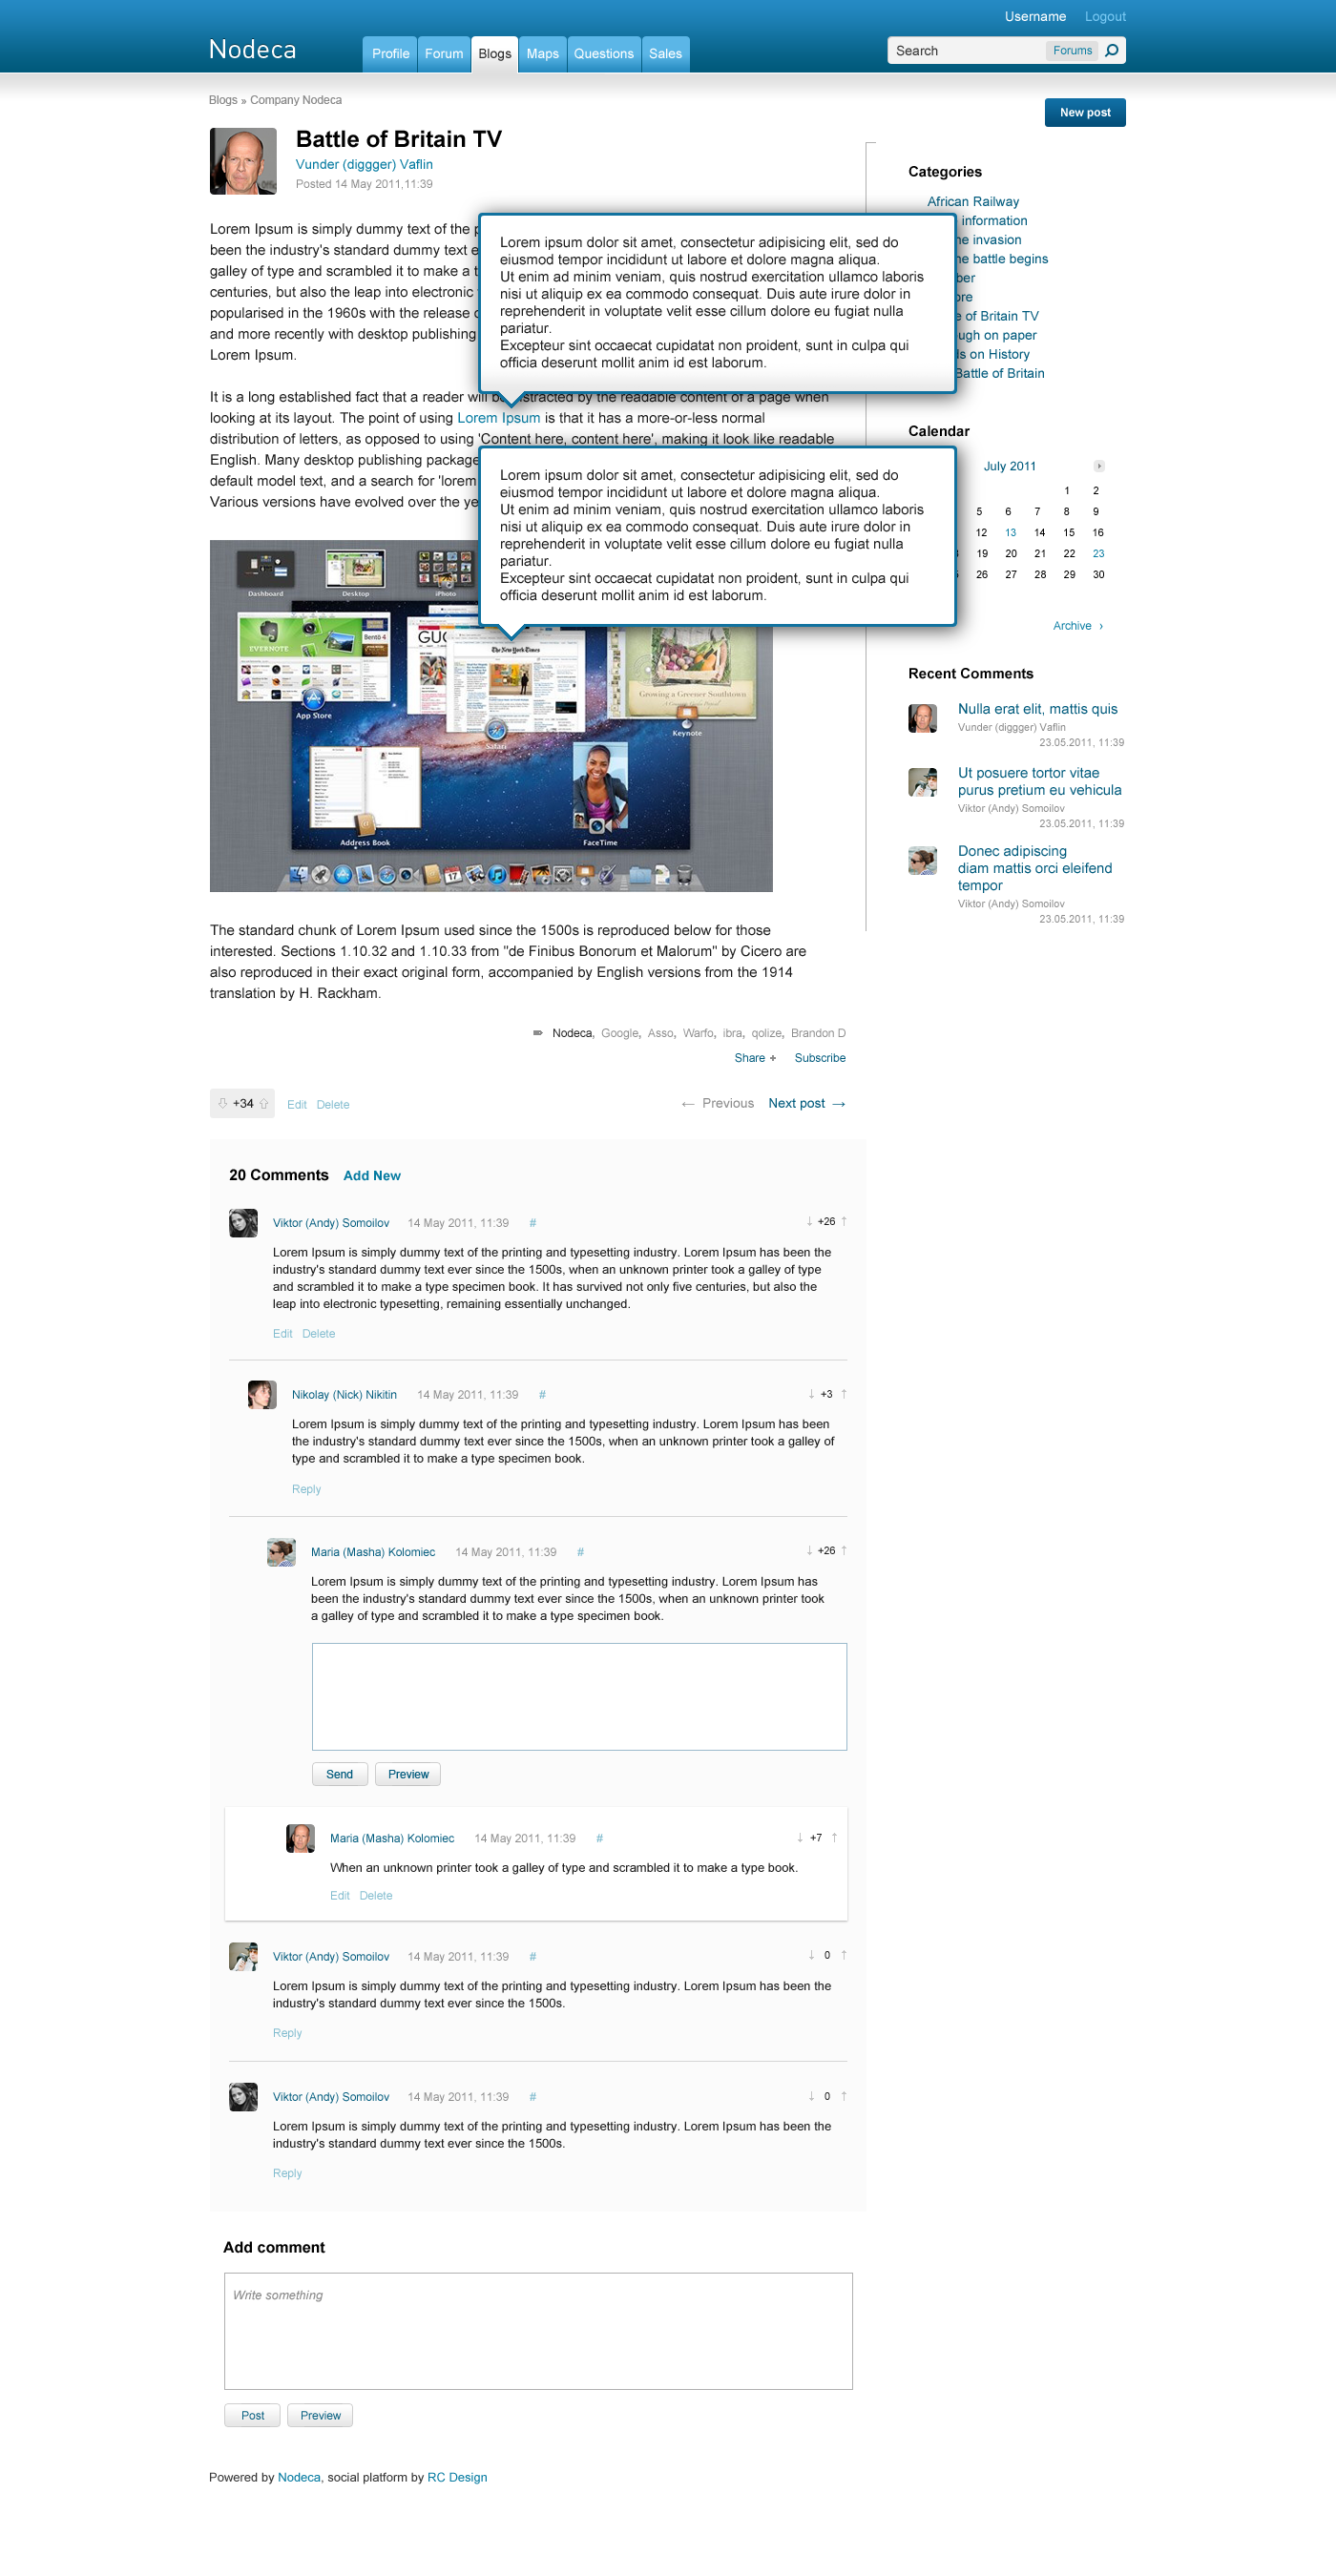 Username Logout
Nodeca
Profile Forum Blogs Maps Questions Sales
Search Forums
Blogs » Company Nodeca
New post
Battle of Britain TV
Vunder (diggger) Vaflin
Posted 14 May 2011,11:39
Lorem Ipsum is simply dummy text of the
been the industry's standard dummy text
galley of type and scrambled it to make a
centuries, but also the leap into electronic
popularised in the 1960s with the release
and more recently with desktop publishing
Lorem Ipsum.
Lorem ipsum dolor sit amet, consectetur adipisicing elit, sed do
eiusmod tempor incididunt ut labore et dolore magna aliqua.
Ut enim ad minim veniam, quis nostrud exercitation ullamco laboris
nisi ut aliquip ex ea commodo consequat. Duis aute irure dolor in
reprehenderit in voluptate velit esse cillum dolore eu fugiat nulla
pariatur.
Excepteur sint occaecat cupidatat non proident, sunt in culpa qui
officia deserunt mollit anim id est laborum.
It is a long established fact that a reader will be distracted by the readable content of a page when
looking at its layout. The point of using Lorem Ipsum is that it has a more-or-less normal
distribution of letters, as opposed to using 'Content here, content here', making it look like readable
English. Many desktop publishing package
default model text, and a search for 'lorem
Various versions have evolved over the
Lorem ipsum dolor sit amet, consectetur adipisicing elit, sed do
eiusmod tempor incididunt ut labore et dolore magna aliqua.
Ut enim ad minim veniam, quis nostrud exercitation ullamco laboris
nisi ut aliquip ex ea commodo consequat. Duis aute irure dolor in
reprehenderit in voluptate velit esse cillum dolore eu fugiat nulla
pariatur.
Excepteur sint occaecat cupidatat non proident, sunt in culpa qui
officia deserunt mollit anim id est laborum.
Dashboard Desktop iPhoto
EVERNOTE
Bento 4
GUC
The New York Times
Growing a Greener Southtown
App Store
Safari
Keynote
Address Book
FaceTime
17
The standard chunk of Lorem Ipsum used since the 1500s is reproduced below for those
interested. Sections 1.10.32 and 1.10.33 from "de Finibus Bonorum et Malorum" by Cicero are
also reproduced in their exact original form, accompanied by English versions from the 1914
translation by H. Rackham.
Nodeca, Google, Asso, Warfo, ibra, qolize, Brandon D
Share + Subscribe
+34 Edit Delete
← Previous Next post →
Categories
African Railway
information
invasion
battle begins
of Britain TV
on paper
on History
Battle of Britain
Calendar
July 2011
1 2
5 6 7 8 9
12 13 14 15 16
19 20 21 22 23
26 27 28 29 30
Archive ›
Recent Comments
Nulla erat elit, mattis quis
Vunder (diggger) Vaflin
23.05.2011, 11:39
Ut posuere tortor vitae
purus pretium eu vehicula
Viktor (Andy) Somoilov
23.05.2011, 11:39
Donec adipiscing
diam mattis orci eleifend
tempor
Viktor (Andy) Somoilov
23.05.2011, 11:39
20 Comments Add New
Viktor (Andy) Somoilov 14 May 2011, 11:39 # ↓ +26 ↑
Lorem Ipsum is simply dummy text of the printing and typesetting industry. Lorem Ipsum has been the
industry's standard dummy text ever since the 1500s, when an unknown printer took a galley of type
and scrambled it to make a type specimen book. It has survived not only five centuries, but also the
leap into electronic typesetting, remaining essentially unchanged.
Edit Delete
Nikolay (Nick) Nikitin 14 May 2011, 11:39 # ↓ +3 ↑
Lorem Ipsum is simply dummy text of the printing and typesetting industry. Lorem Ipsum has been
the industry's standard dummy text ever since the 1500s, when an unknown printer took a galley of
type and scrambled it to make a type specimen book.
Reply
Maria (Masha) Kolomiec 14 May 2011, 11:39 # ↓ +26 ↑
Lorem Ipsum is simply dummy text of the printing and typesetting industry. Lorem Ipsum has
been the industry's standard dummy text ever since the 1500s, when an unknown printer took
a galley of type and scrambled it to make a type specimen book.
Send Preview
Maria (Masha) Kolomiec 14 May 2011, 11:39 # ↓ +7 ↑
When an unknown printer took a galley of type and scrambled it to make a type book.
Edit Delete
Viktor (Andy) Somoilov 14 May 2011, 11:39 # ↓ 0 ↑
Lorem Ipsum is simply dummy text of the printing and typesetting industry. Lorem Ipsum has been the
industry's standard dummy text ever since the 1500s.
Reply
Viktor (Andy) Somoilov 14 May 2011, 11:39 # ↓ 0 ↑
Lorem Ipsum is simply dummy text of the printing and typesetting industry. Lorem Ipsum has been the
industry's standard dummy text ever since the 1500s.
Reply
Add comment
Write something
Post Preview
Powered by Nodeca, social platform by RC Design